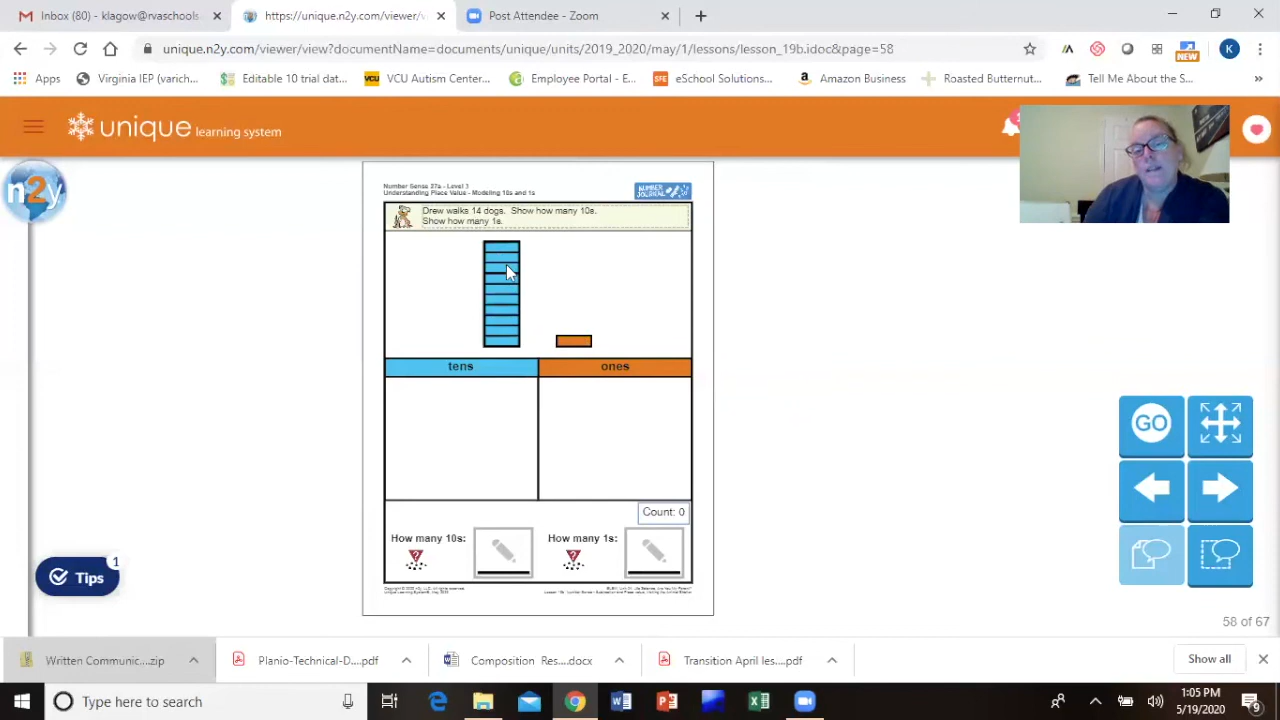 Inbox (80) - klagow@rvaschools
https://unique.n2y.com/viewer/v
Post Attendee - Zoom
unique.n2y.com/viewer/view?documentName=documents/unique/units/2019_2020/may/1/lessons/lesson_19b.idoc&page=58
NEW
K
Apps
Virginia IEP (varich...
Editable 10 trial dat...
VCU Autism Center...
Employee Portal - E...
eSchool Solutions...
Amazon Business
Roasted Butternut...
Tell Me About the S...
»
unique learning system
n2y
Number Sense 27a - Level 3
Understanding Place Value - Modeling 10s and 1s
NUMBER JOURNAL
Drew walks 14 dogs. Show how many 10s.
Show how many 1s.
tens
ones
Count: 0
How many 10s:
How many 1s:
GO
Tips
1
58 of 67
Written Communic....zip
Planio-Technical-D....pdf
Composition Res....docx
Transition April les....pdf
Show all
Type here to search
1:05 PM
5/19/2020
9